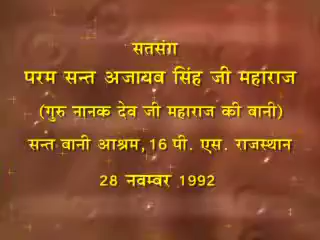 सतसंग
परम सन्त अजायब सिंह जी महाराज
(गुरु नानक देव जी महाराज की बानी)
सन्त बानी आश्रम, 16 पी. एस. राजस्थान
28 नवम्बर 1992